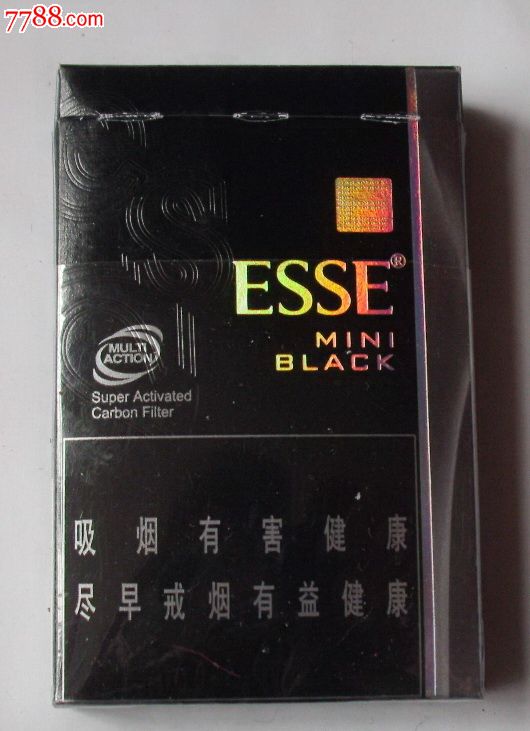 7788.com
ESSE®
MINI
BLACK
MULTI
ACTION
Super Activated
Carbon Filter
吸烟有害健康
尽早戒烟有益健康